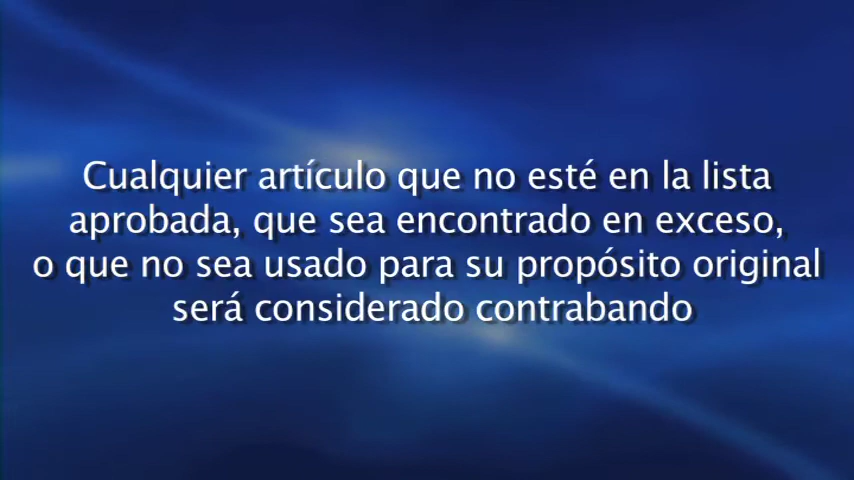 Cualquier artículo que no esté en la lista
aprobada, que sea encontrado en exceso,
o que no sea usado para su propósito original
será considerado contrabando